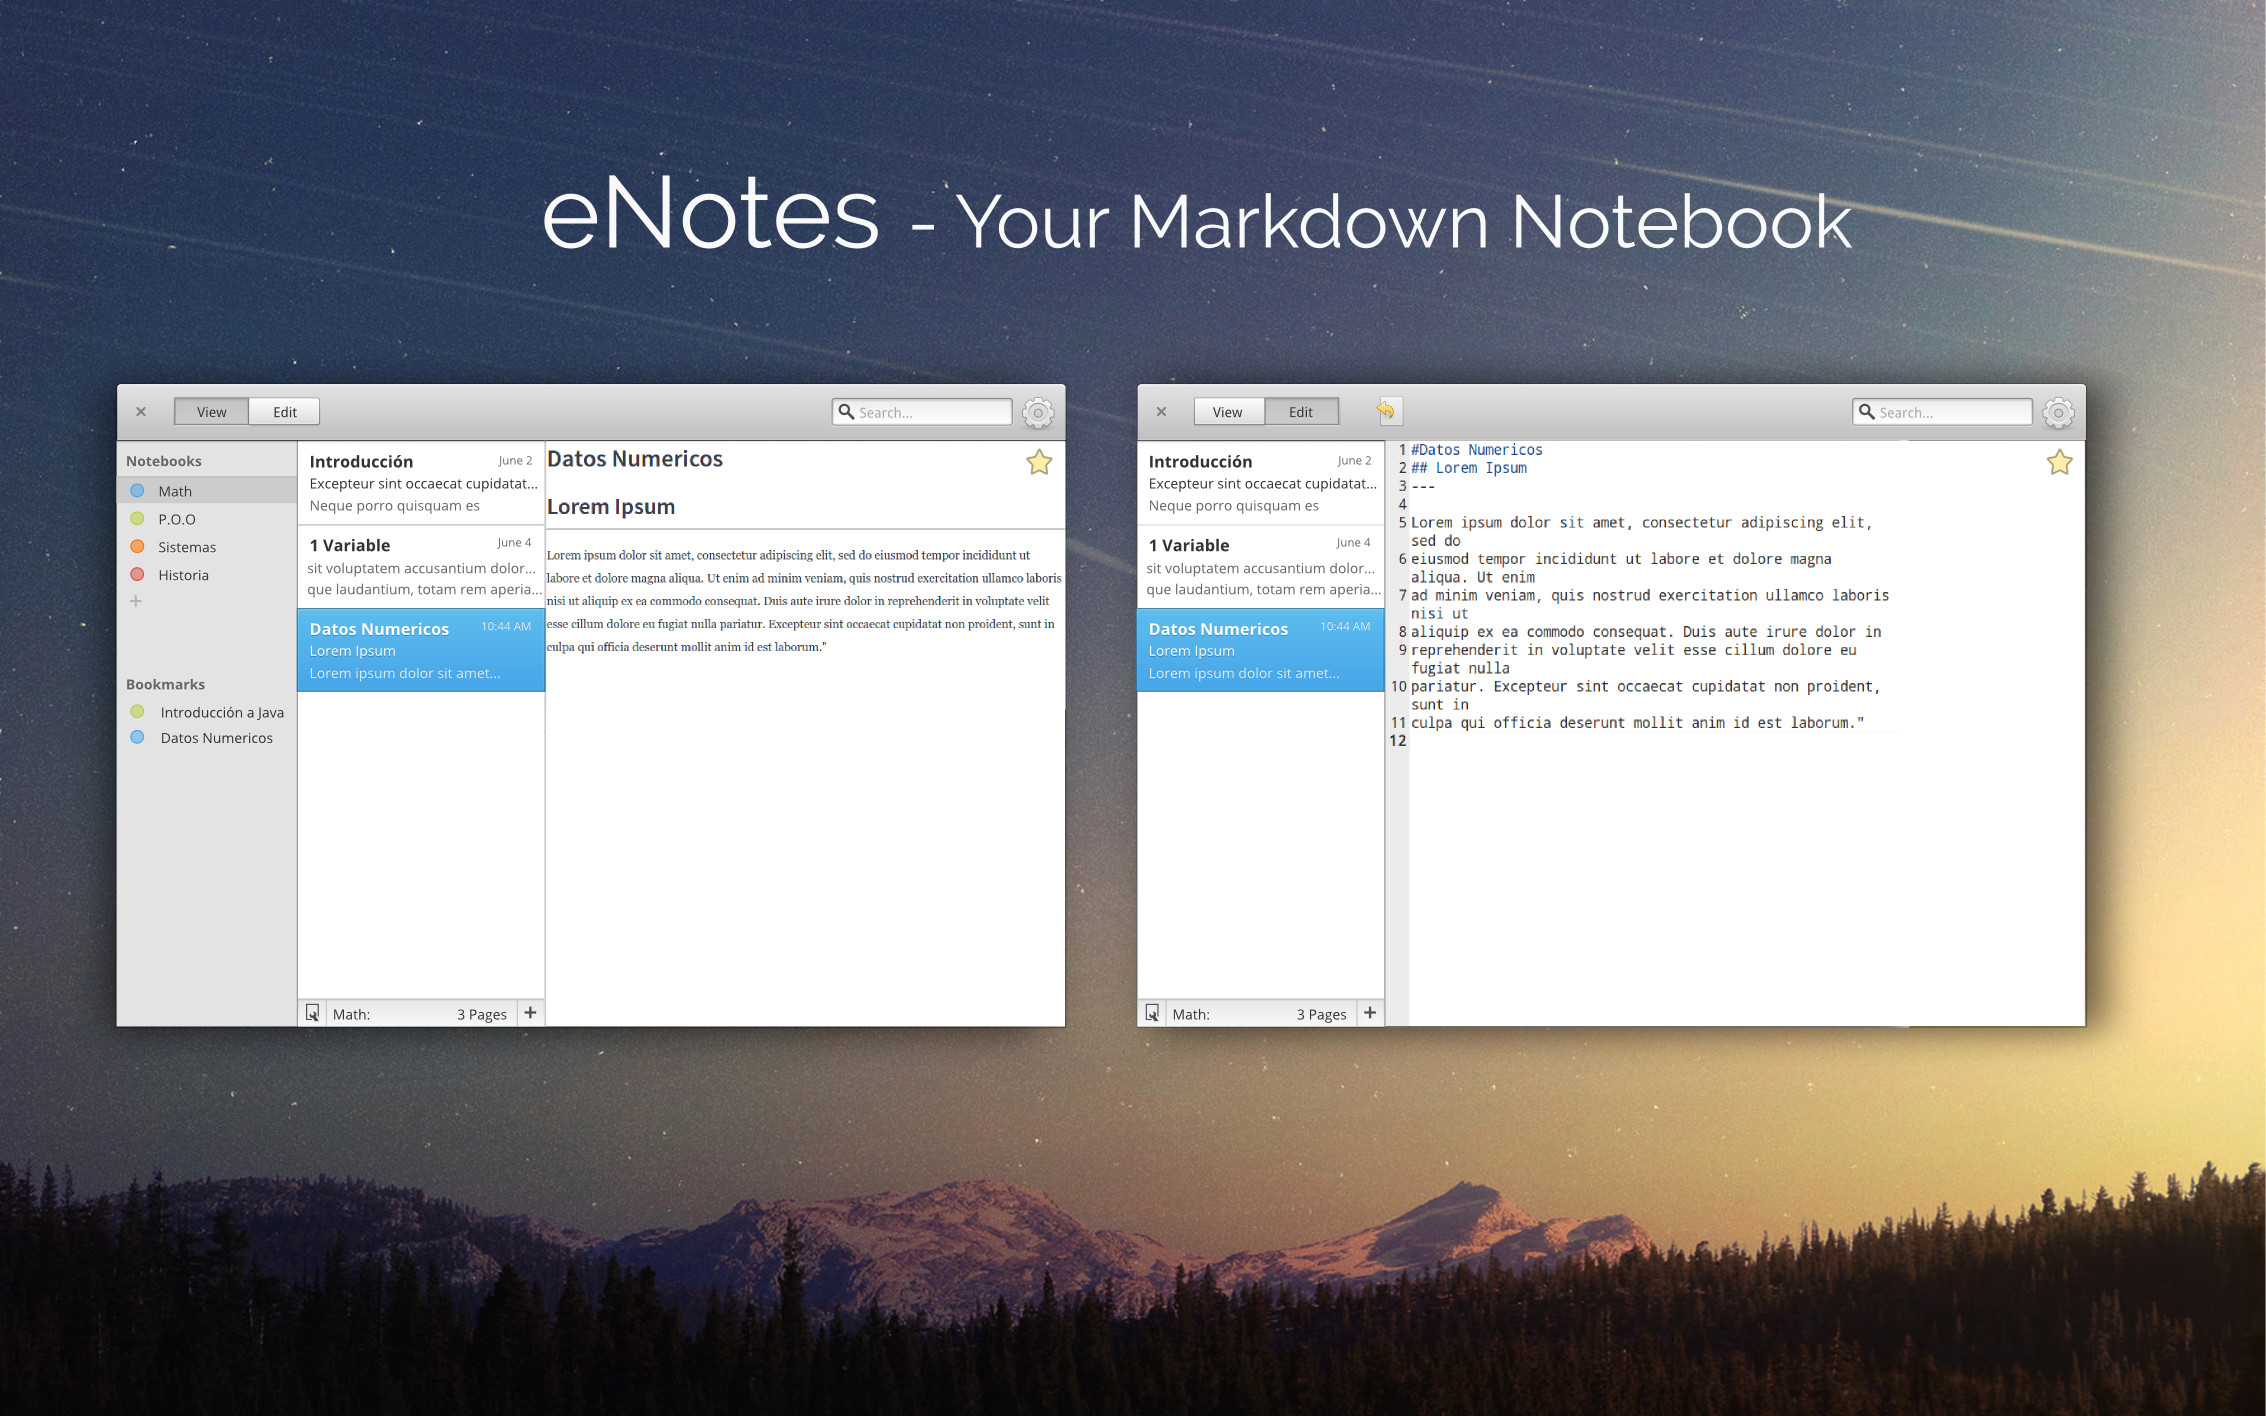 eNotes - Your Markdown Notebook
View Edit Search...
Notebooks
Math
P.O.O
Sistemas
Historia
Bookmarks
Introducción a Java
Datos Numericos
Introducción June 2
Excepteur sint occaecat cupidatat...
Neque porro quisquam es
1 Variable June 4
sit voluptatem accusantium dolor...
que laudantium, totam rem aperia...
Datos Numericos 10:44 AM
Lorem Ipsum
Lorem ipsum dolor sit amet...
Math: 3 Pages +
Datos Numericos
Lorem Ipsum
Lorem ipsum dolor sit amet, consectetur adipiscing elit, sed do eiusmod tempor incididunt ut
labore et dolore magna aliqua. Ut enim ad minim veniam, quis nostrud exercitation ullamco laboris
nisi ut aliquip ex ea commodo consequat. Duis aute irure dolor in reprehenderit in voluptate velit
esse cillum dolore eu fugiat nulla pariatur. Excepteur sint occaecat cupidatat non proident, sunt in
culpa qui officia deserunt mollit anim id est laborum."
View Edit Search...
Introducción June 2
Excepteur sint occaecat cupidatat...
Neque porro quisquam es
1 Variable June 4
sit voluptatem accusantium dolor...
que laudantium, totam rem aperia...
Datos Numericos 10:44 AM
Lorem Ipsum
Lorem ipsum dolor sit amet...
Math: 3 Pages +
1 #Datos Numericos
2 ## Lorem Ipsum
3 ---
4
5 Lorem ipsum dolor sit amet, consectetur adipiscing elit,
sed do
6 eiusmod tempor incididunt ut labore et dolore magna
aliqua. Ut enim
7 ad minim veniam, quis nostrud exercitation ullamco laboris
nisi ut
8 aliquip ex ea commodo consequat. Duis aute irure dolor in
9 reprehenderit in voluptate velit esse cillum dolore eu
fugiat nulla
10 pariatur. Excepteur sint occaecat cupidatat non proident,
sunt in
11 culpa qui officia deserunt mollit anim id est laborum."
12